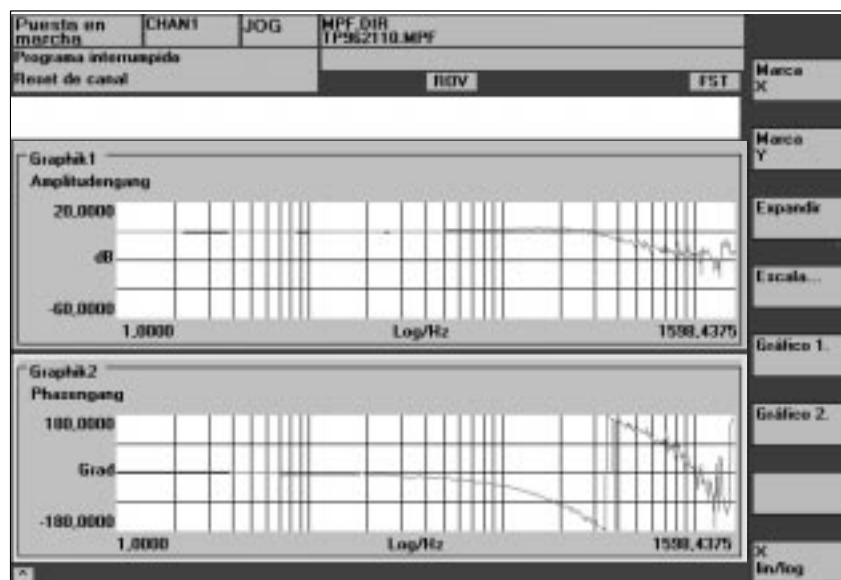 Puesta en
marcha
CHAN1
JOG
MPF.DIR
TP962110.MPF
Programa interrumpido
Reset de canal
ROV
FST
Marca
X
Marca
Y
Expandir
Escala...
Gráfico 1.
Gráfico 2.
X
lin/log
Graphik1
Amplitudengang
20,0000
dB
-60,0000
1,0000
Log/Hz
1598,4375
Graphik2
Phasengang
180,0000
Grad
-180,0000
1,0000
Log/Hz
1598,4375
^